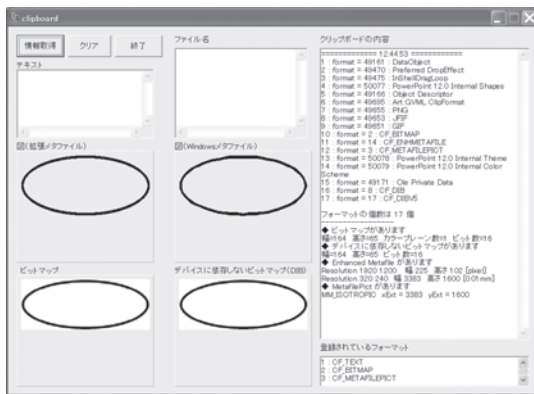 clipboard
情報取得 クリア 終了
テキスト
ファイル名
図(拡張メタファイル)
図(Windowsメタファイル)
ビットマップ
デバイスに依存しないビットマップ(DIB)
クリップボードの内容
============ 12:44:53 ============
1 : format = 49161 : DataObject
2 : format = 49470 : Preferred DropEffect
3 : format = 49475 : InShellDragLoop
4 : format = 50077 : PowerPoint 12.0 Internal Shapes
5 : format = 49166 : Object Descriptor
6 : format = 49695 : Art::GVML ClipFormat
7 : format = 49655 : PNG
8 : format = 49653 : JFIF
9 : format = 49651 : GIF
10 : format = 2 : CF_BITMAP
11 : format = 14 : CF_ENHMETAFILE
12 : format = 3 : CF_METAFILEPICT
13 : format = 50078 : PowerPoint 12.0 Internal Theme
14 : format = 50079 : PowerPoint 12.0 Internal Color
Scheme
15 : format = 49171 : Ole Private Data
16 : format = 8 : CF_DIB
17 : format = 17 : CF_DIBV5
フォーマットの個数は 17 個
--------------------
◆ ビットマップがあります
幅=164 高さ=65 カラープレーン数=1 ビット数=16
◆ デバイスに依存しないビットマップがあります
幅=164 高さ=65 ビット数=16
◆ Enhanced Metafile があります
Resolution 1920 1200 幅 225 高さ 102 [pixel]
Resolution 320 240 幅 3383 高さ 1600 [0.01mm]
◆ MetafilePict があります
MM_ISOTROPIC xExt = 3383 yExt = 1600
登録されているフォーマット
1 : CF_TEXT
2 : CF_BITMAP
3 : CF_METAFILEPICT